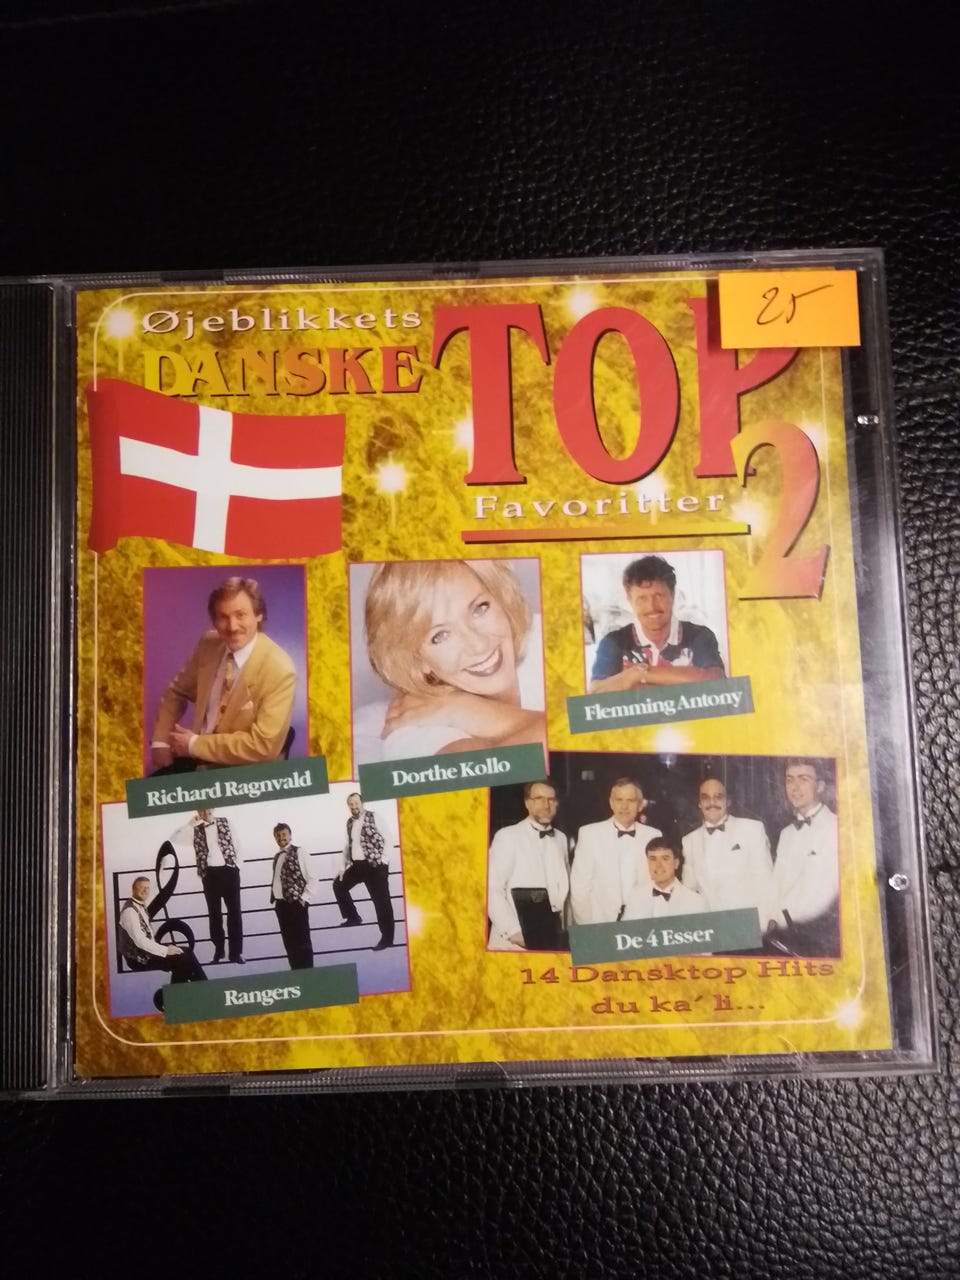 Øjeblikkets
DANSKE
TOP
25
Favoritter
2
Richard Ragnvald
Dorthe Kollo
Flemming Antony
Rangers
De 4 Esser
14 Dansktop Hits
du ka´ li...